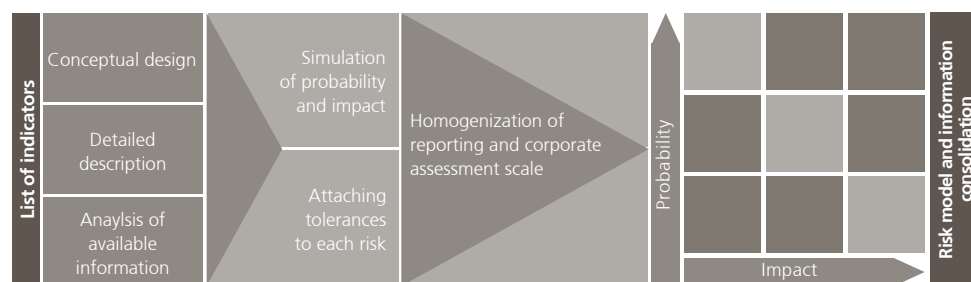 List of indicators
Conceptual design
Detailed
description
Anaylsis of
available
information
Simulation
of probability
and impact
Attaching
tolerances
to each risk
Homogenization of
reporting and corporate
assessment scale
Probability
Impact
Risk model and information
consolidation